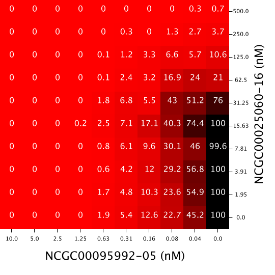 0 0 0 0 0 0 0 0 0.3 0.7 500.0
0 0 0 0 0 0.3 0 1.3 2.7 3.7 250.0
0 0 0 0 0.1 1.2 3.3 6.6 5.7 10.6 125.0
0 0 0 0 0.1 2.4 3.2 16.9 24 21 62.5
0 0 0 0 1.8 6.8 5.5 43 51.2 76 31.25
0 0 0 0.2 2.5 7.1 17.1 40.3 74.4 100 15.63
0 0 0 0 0.8 6.1 9.6 30.1 46 99.6 7.81
0 0 0 0 0.6 4.2 12 29.2 56.8 100 3.91
0 0 0 0 1.7 4.8 10.3 23.6 54.9 100 1.95
0 0 0 0 1.9 5.4 12.6 22.7 45.2 100 0.0
10.0 5.0 2.5 1.25 0.63 0.31 0.16 0.08 0.04 0.0
NCGC00095992-05 (nM)
NCGC00025060-16 (nM)